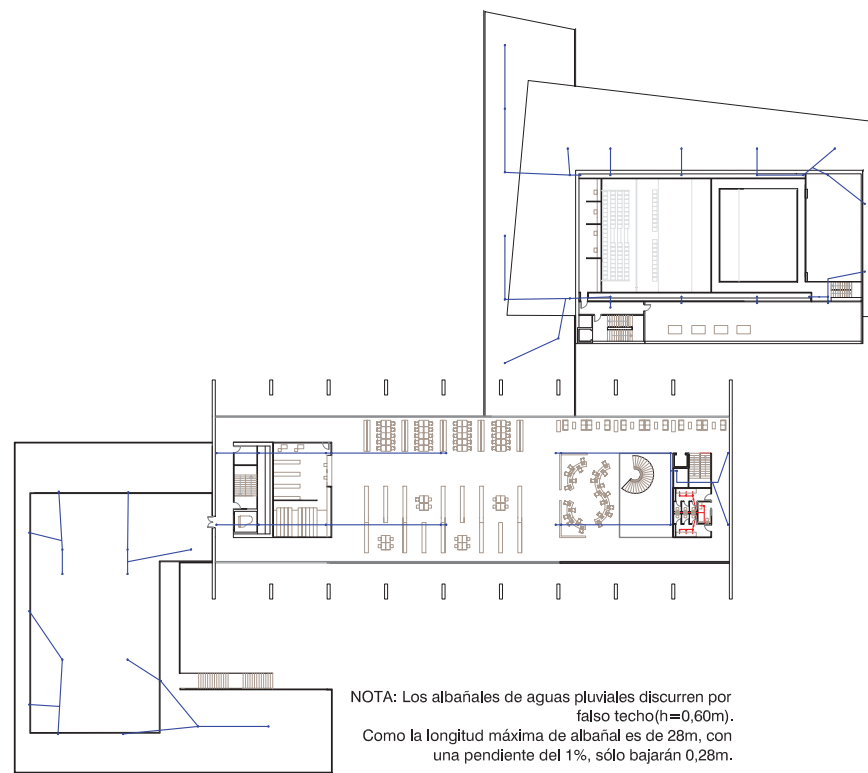 NOTA: Los albañales de aguas pluviales discurren por
falso techo(h=0,60m).
Como la longitud máxima de albañal es de 28m, con
una pendiente del 1%, sólo bajarán 0,28m.